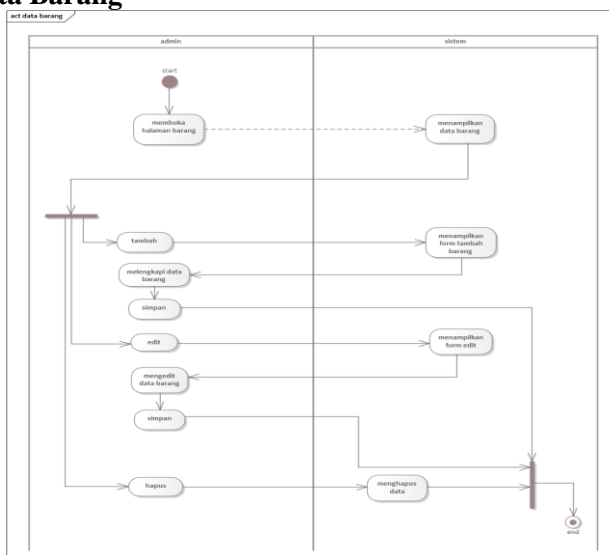 ta Barang
act data barang
admin
sistem
start
membuka
halaman barang
menampilkan
data barang
tambah
menampilkan
form tambah
barang
melengkapi data
barang
simpan
edit
menampilkan
form edit
mengedit
data barang
simpan
hapus
menghapus
data
end